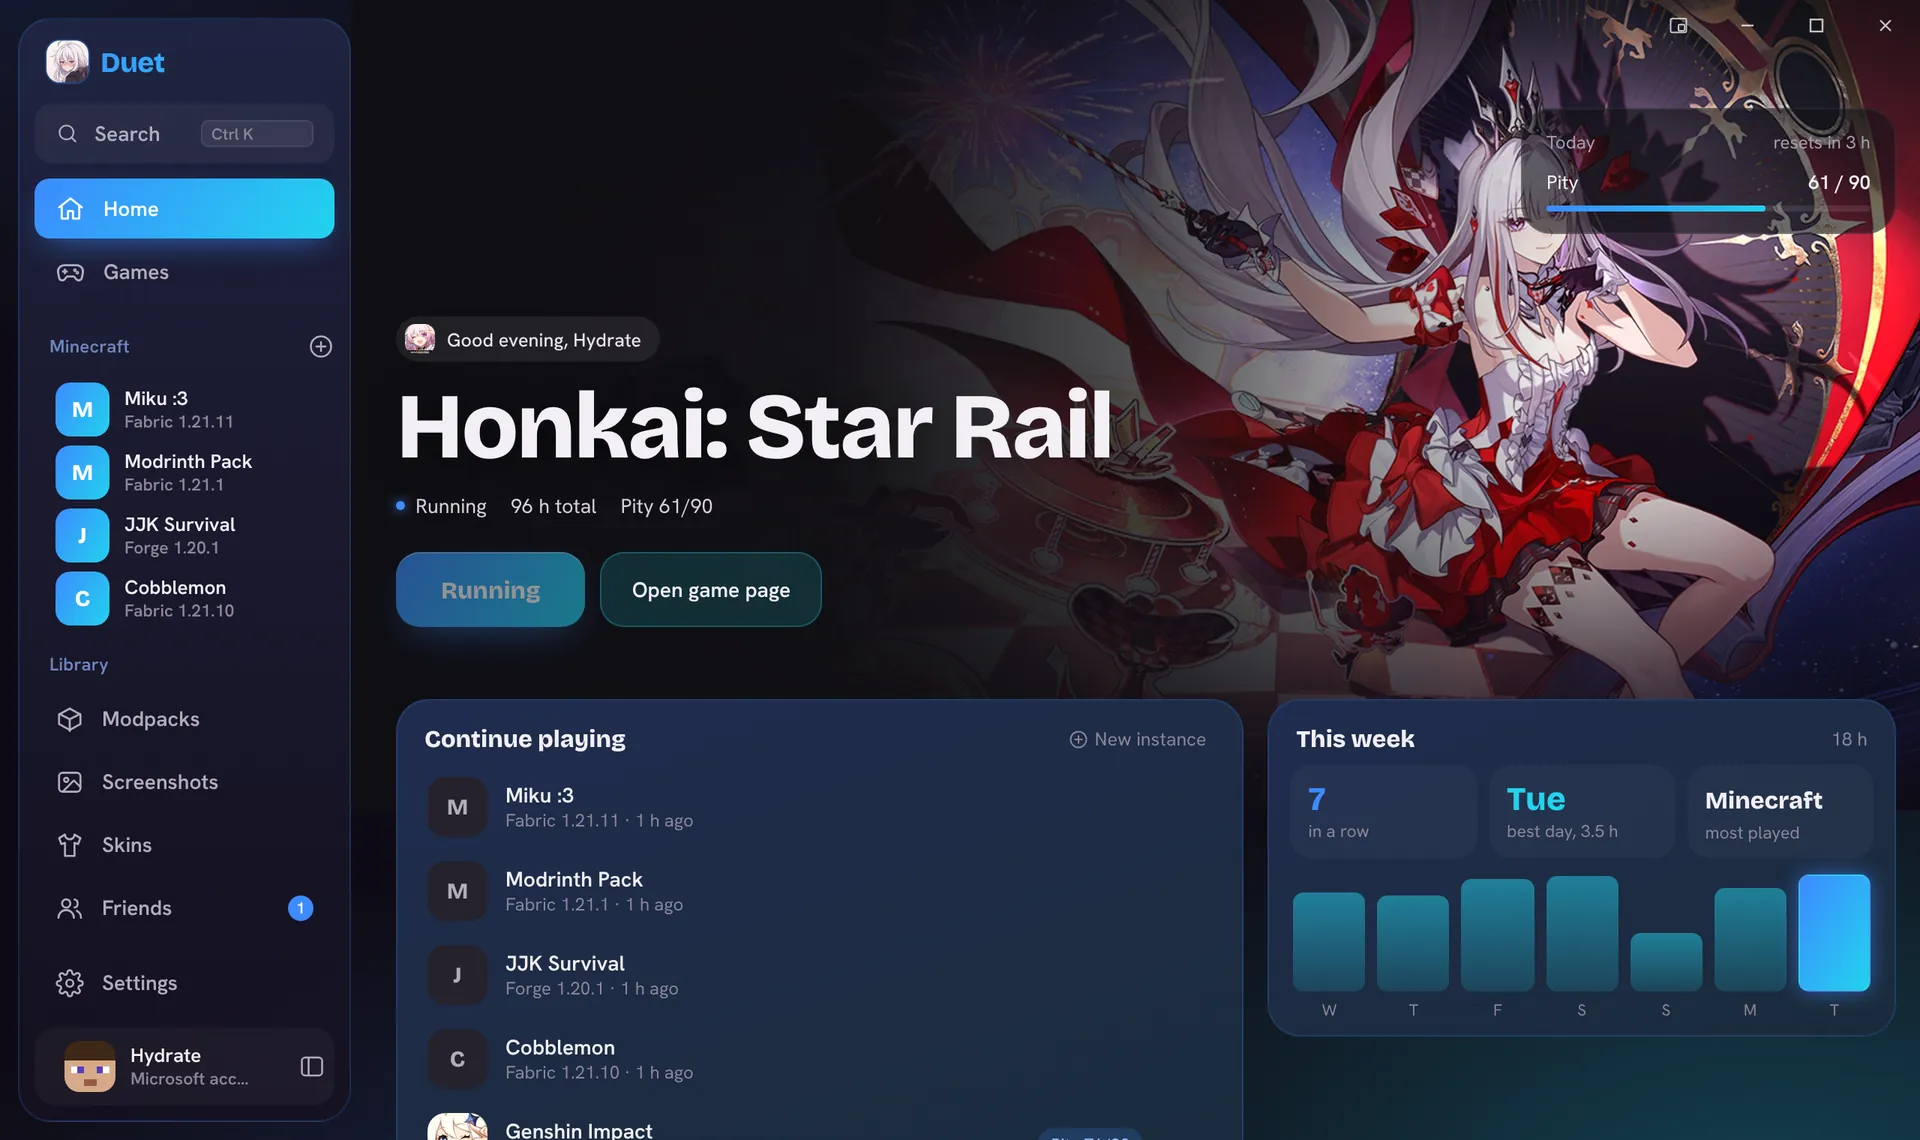 Duet
Search
Ctrl K
Home
Games
Minecraft
M
Miku :3
Fabric 1.21.11
M
Modrinth Pack
Fabric 1.21.1
J
JJK Survival
Forge 1.20.1
C
Cobblemon
Fabric 1.21.10
Library
Modpacks
Screenshots
Skins
Friends
1
Settings
Hydrate
Microsoft acc...
Today
resets in 3 h
Pity
61 / 90
Good evening, Hydrate
Honkai: Star Rail
Running
96 h total
Pity 61/90
Running
Open game page
Continue playing
New instance
M
Miku :3
Fabric 1.21.11 · 1 h ago
M
Modrinth Pack
Fabric 1.21.1 · 1 h ago
J
JJK Survival
Forge 1.20.1 · 1 h ago
C
Cobblemon
Fabric 1.21.10 · 1 h ago
Genshin Impact
This week
18 h
7
in a row
Tue
best day, 3.5 h
Minecraft
most played
W
T
F
S
S
M
T